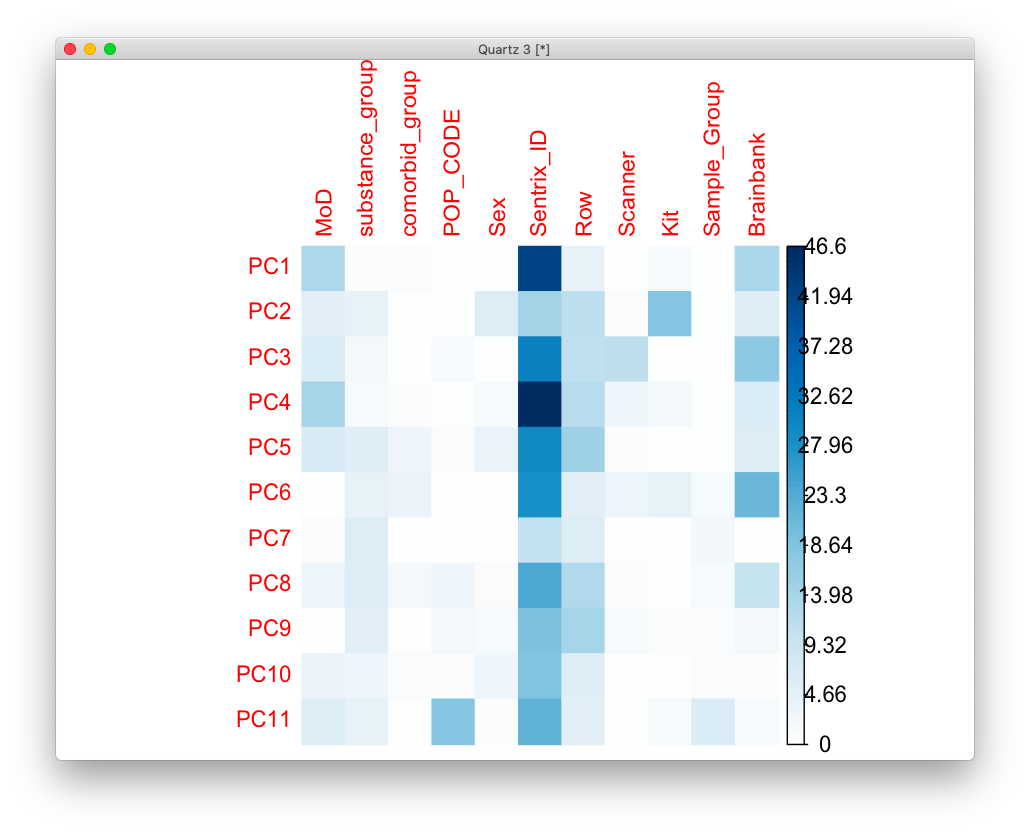 Quartz 3 [*]
MoD
substance_group
comorbid_group
POP_CODE
Sex
Sentrix_ID
Row
Scanner
Kit
Sample_Group
Brainbank
PC1
PC2
PC3
PC4
PC5
PC6
PC7
PC8
PC9
PC10
PC11
46.6
41.94
37.28
32.62
27.96
23.3
18.64
13.98
9.32
4.66
0